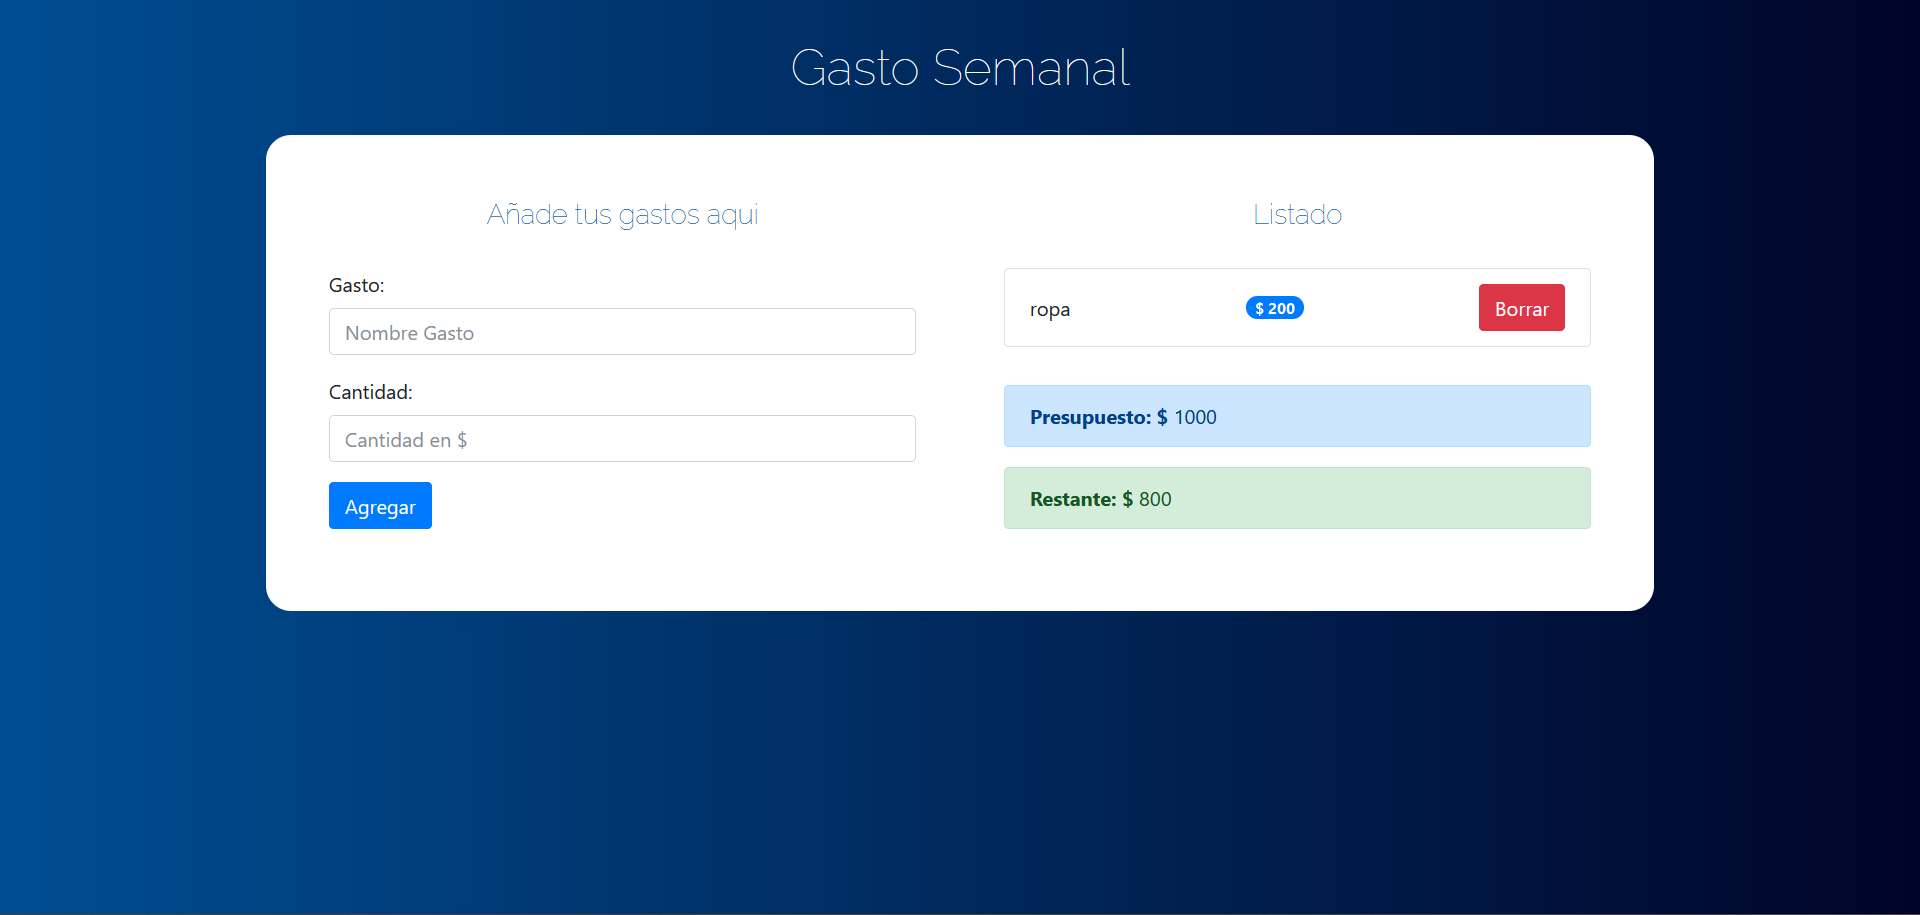 Gasto Semanal
Añade tus gastos aqui
Gasto:
Nombre Gasto
Cantidad:
Cantidad en $
Agregar
Listado
ropa $ 200 Borrar
Presupuesto: $ 1000
Restante: $ 800